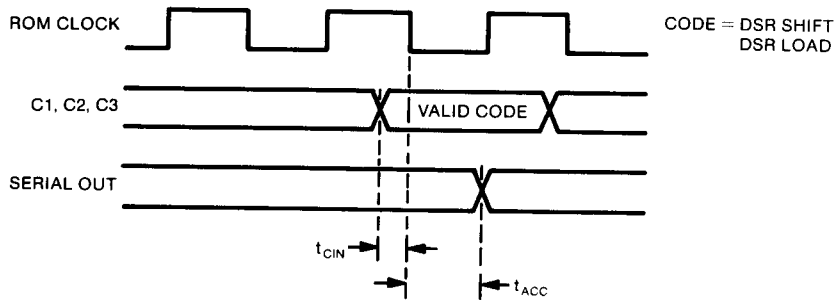 ROM CLOCK
CODE = DSR SHIFT
DSR LOAD
C1, C2, C3
VALID CODE
SERIAL OUT
tCIN
tACC